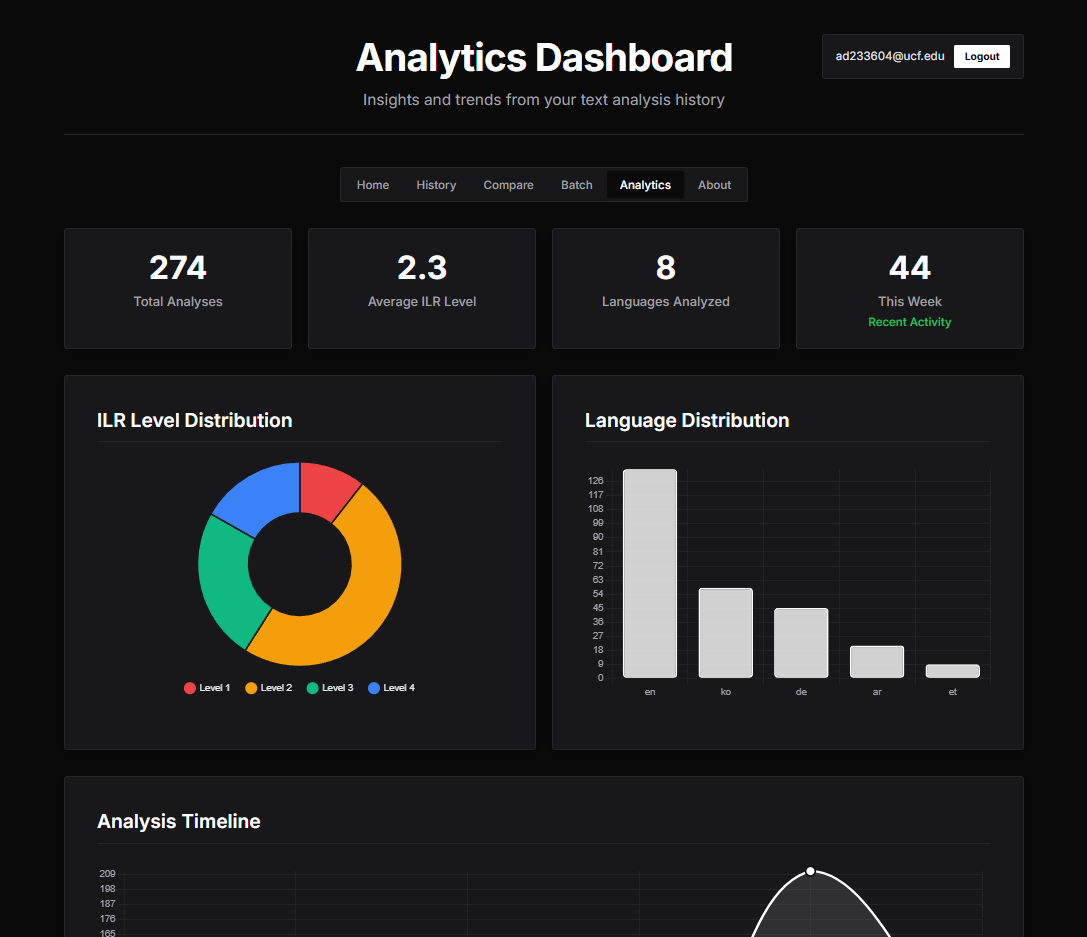 Analytics Dashboard
ad233604@ucf.edu
Logout
Insights and trends from your text analysis history
Home History Compare Batch Analytics About
274
Total Analyses
2.3
Average ILR Level
8
Languages Analyzed
44
This Week
Recent Activity
ILR Level Distribution
Level 1 Level 2 Level 3 Level 4
Language Distribution
126
117
108
99
90
81
72
63
54
45
36
27
18
9
0
en ko de ar et
Analysis Timeline
209
198
187
176
165